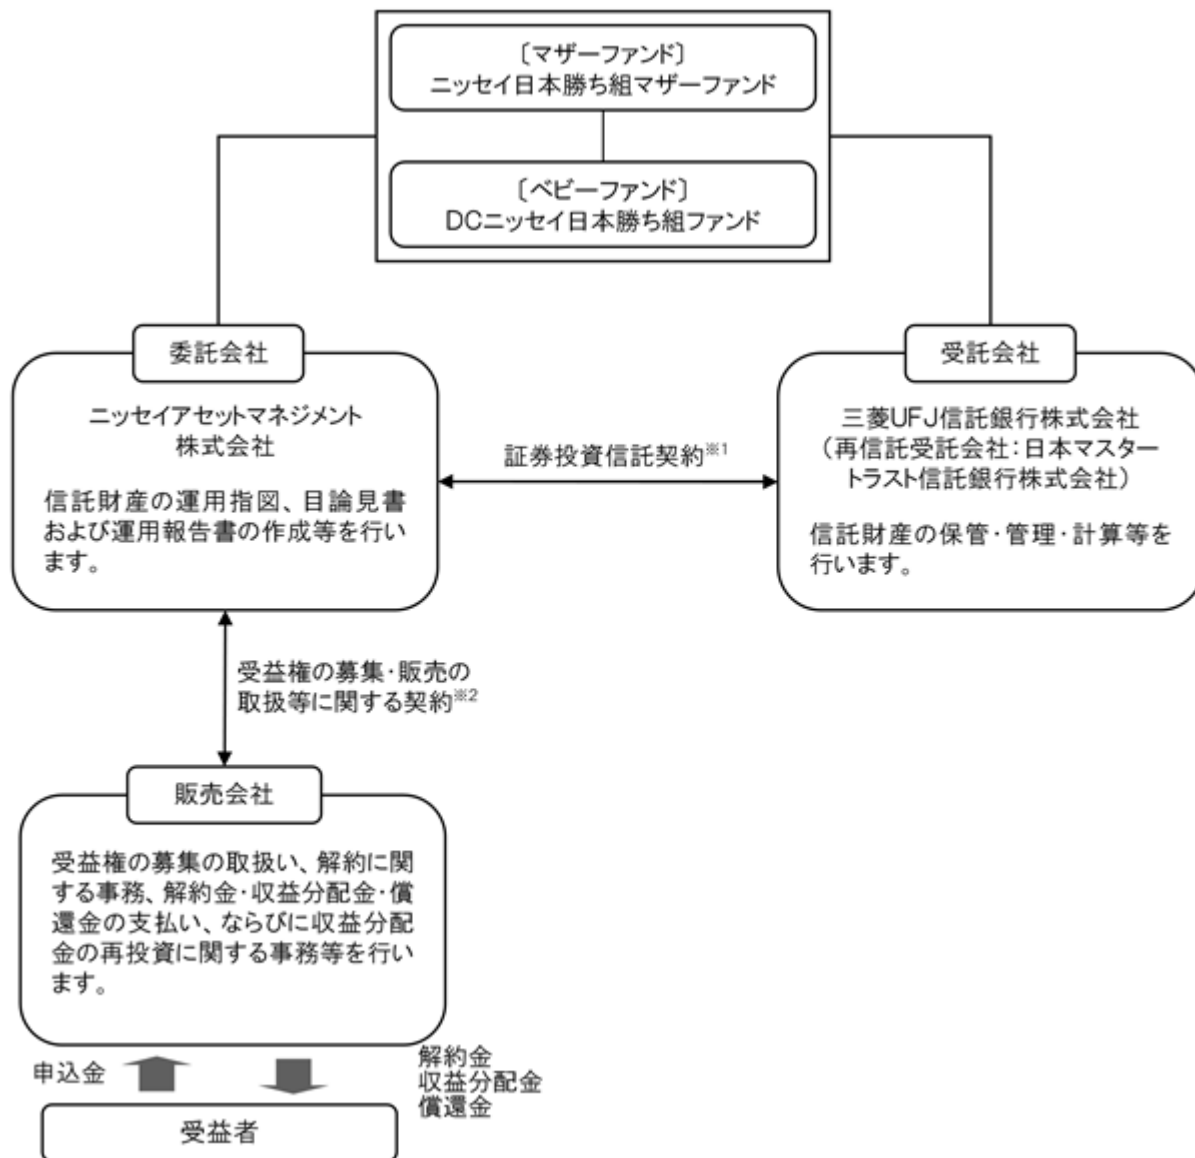 〔マザーファンド〕
ニッセイ日本勝ち組マザーファンド
〔ベビーファンド〕
DCニッセイ日本勝ち組ファンド
委託会社
ニッセイアセットマネジメント
株式会社
信託財産の運用指図、目論見書
および運用報告書の作成等を行い
ます。
証券投資信託契約※1
受託会社
三菱UFJ信託銀行株式会社
（再信託受託会社：日本マスター
トラスト信託銀行株式会社）
信託財産の保管・管理・計算等を
行います。
受益権の募集・販売の
取扱等に関する契約※2
販売会社
受益権の募集の取扱い、解約に関
する事務、解約金・収益分配金・償
還金の支払い、ならびに収益分配
金の再投資に関する事務等を行い
ます。
申込金
解約金
収益分配金
償還金
受益者